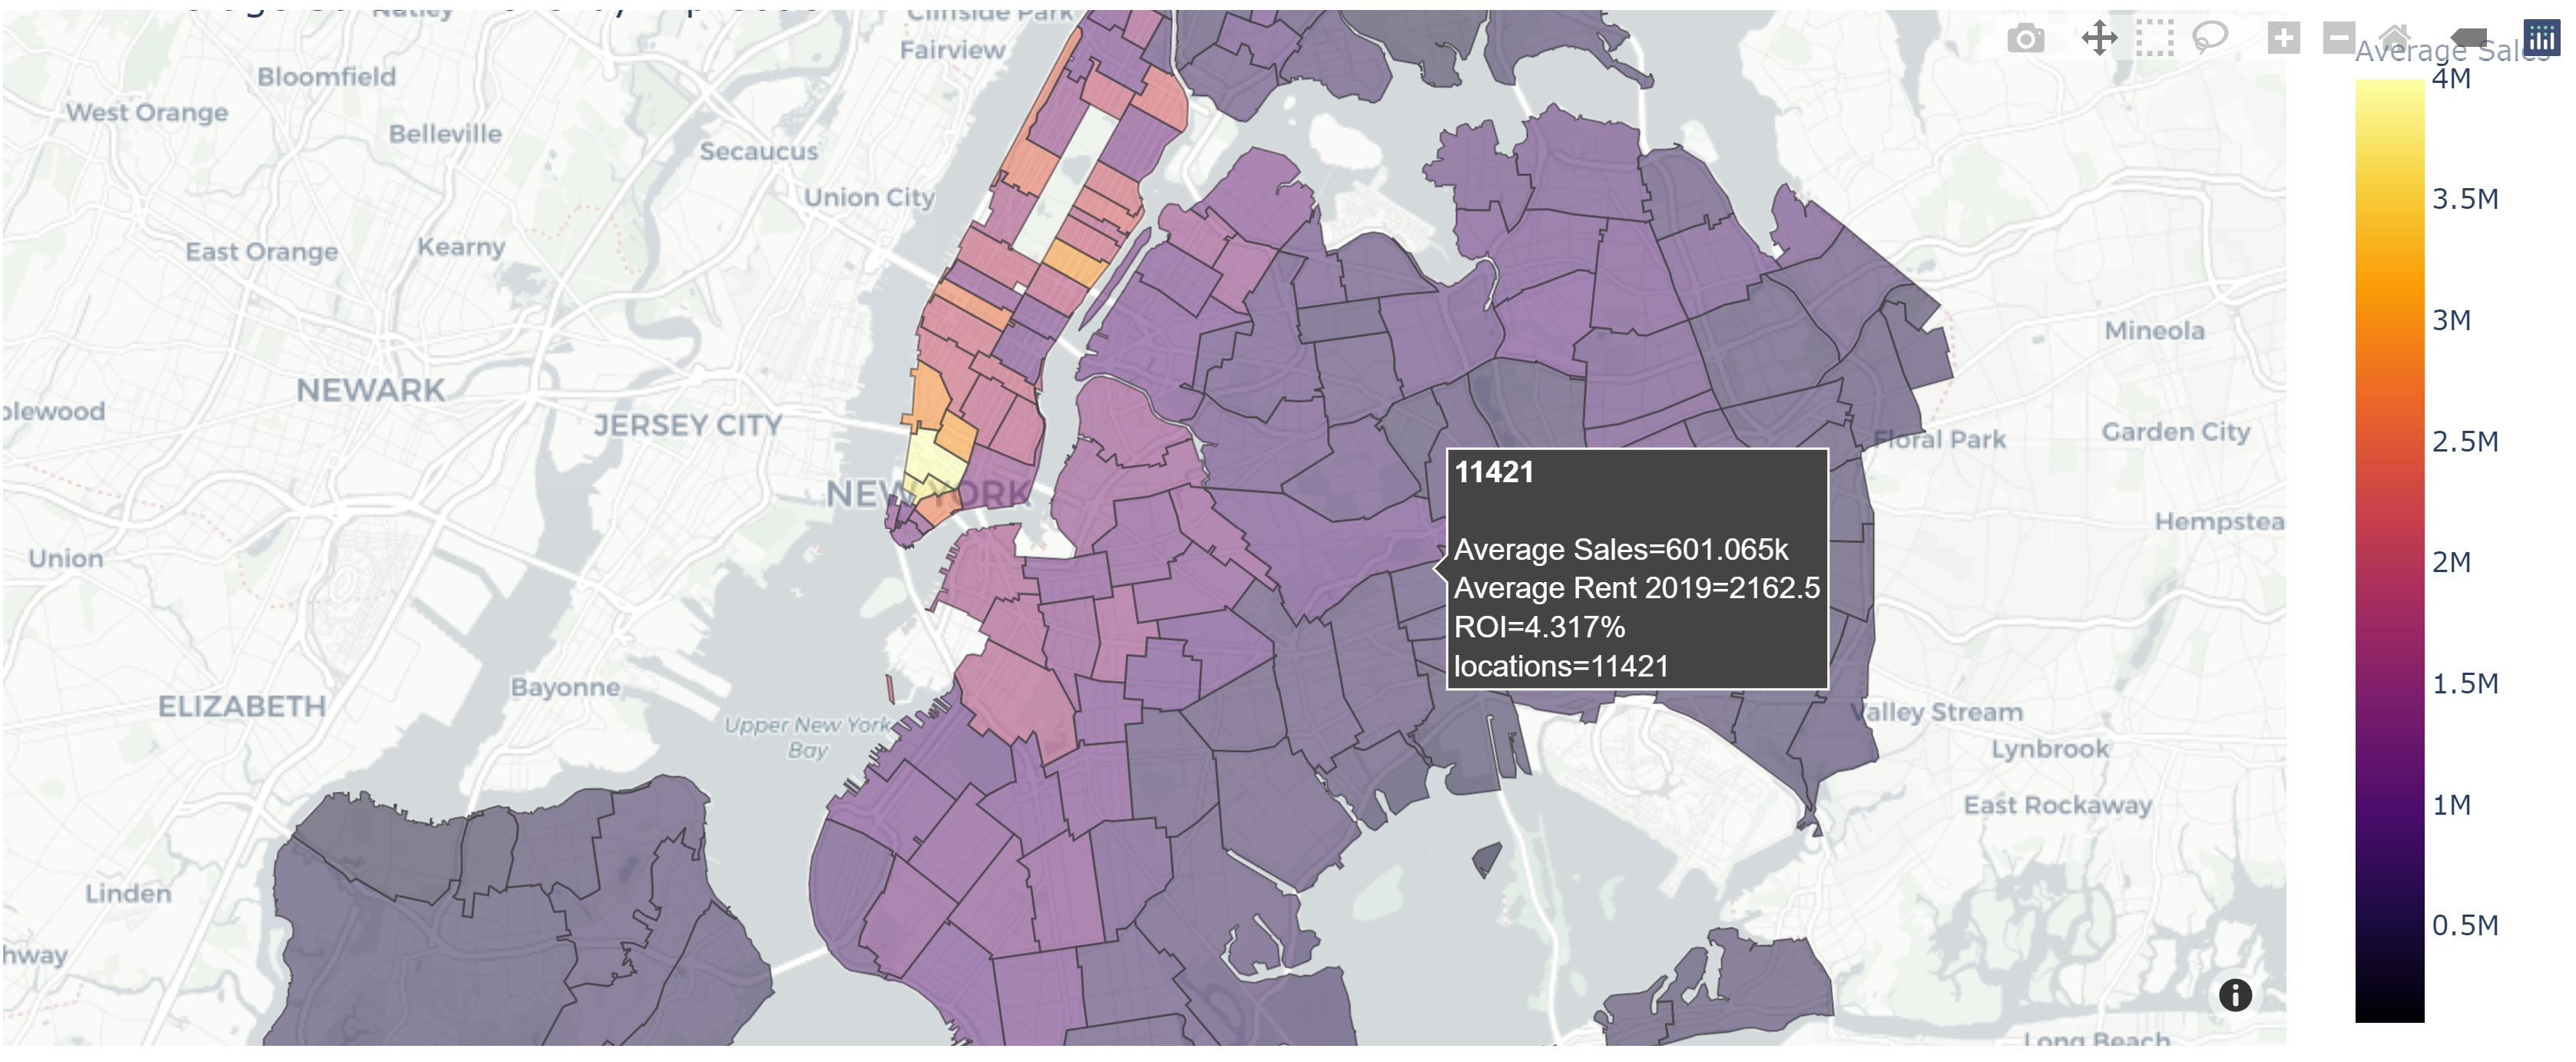 Cliffside Park
Fairview
Bloomfield
West Orange
Belleville
Secaucus
Union City
East Orange
Kearny
NEWARK
JERSEY CITY
plewood
NEW YORK
Union
ELIZABETH
Bayonne
Upper New York
Bay
Linden
hway
Mineola
Floral Park
Garden City
Hempstea
Valley Stream
Lynbrook
East Rockaway
Long Beach
11421
Average Sales=601.065k
Average Rent 2019=2162.5
ROI=4.317%
locations=11421
Average Sales
4M
3.5M
3M
2.5M
2M
1.5M
1M
0.5M